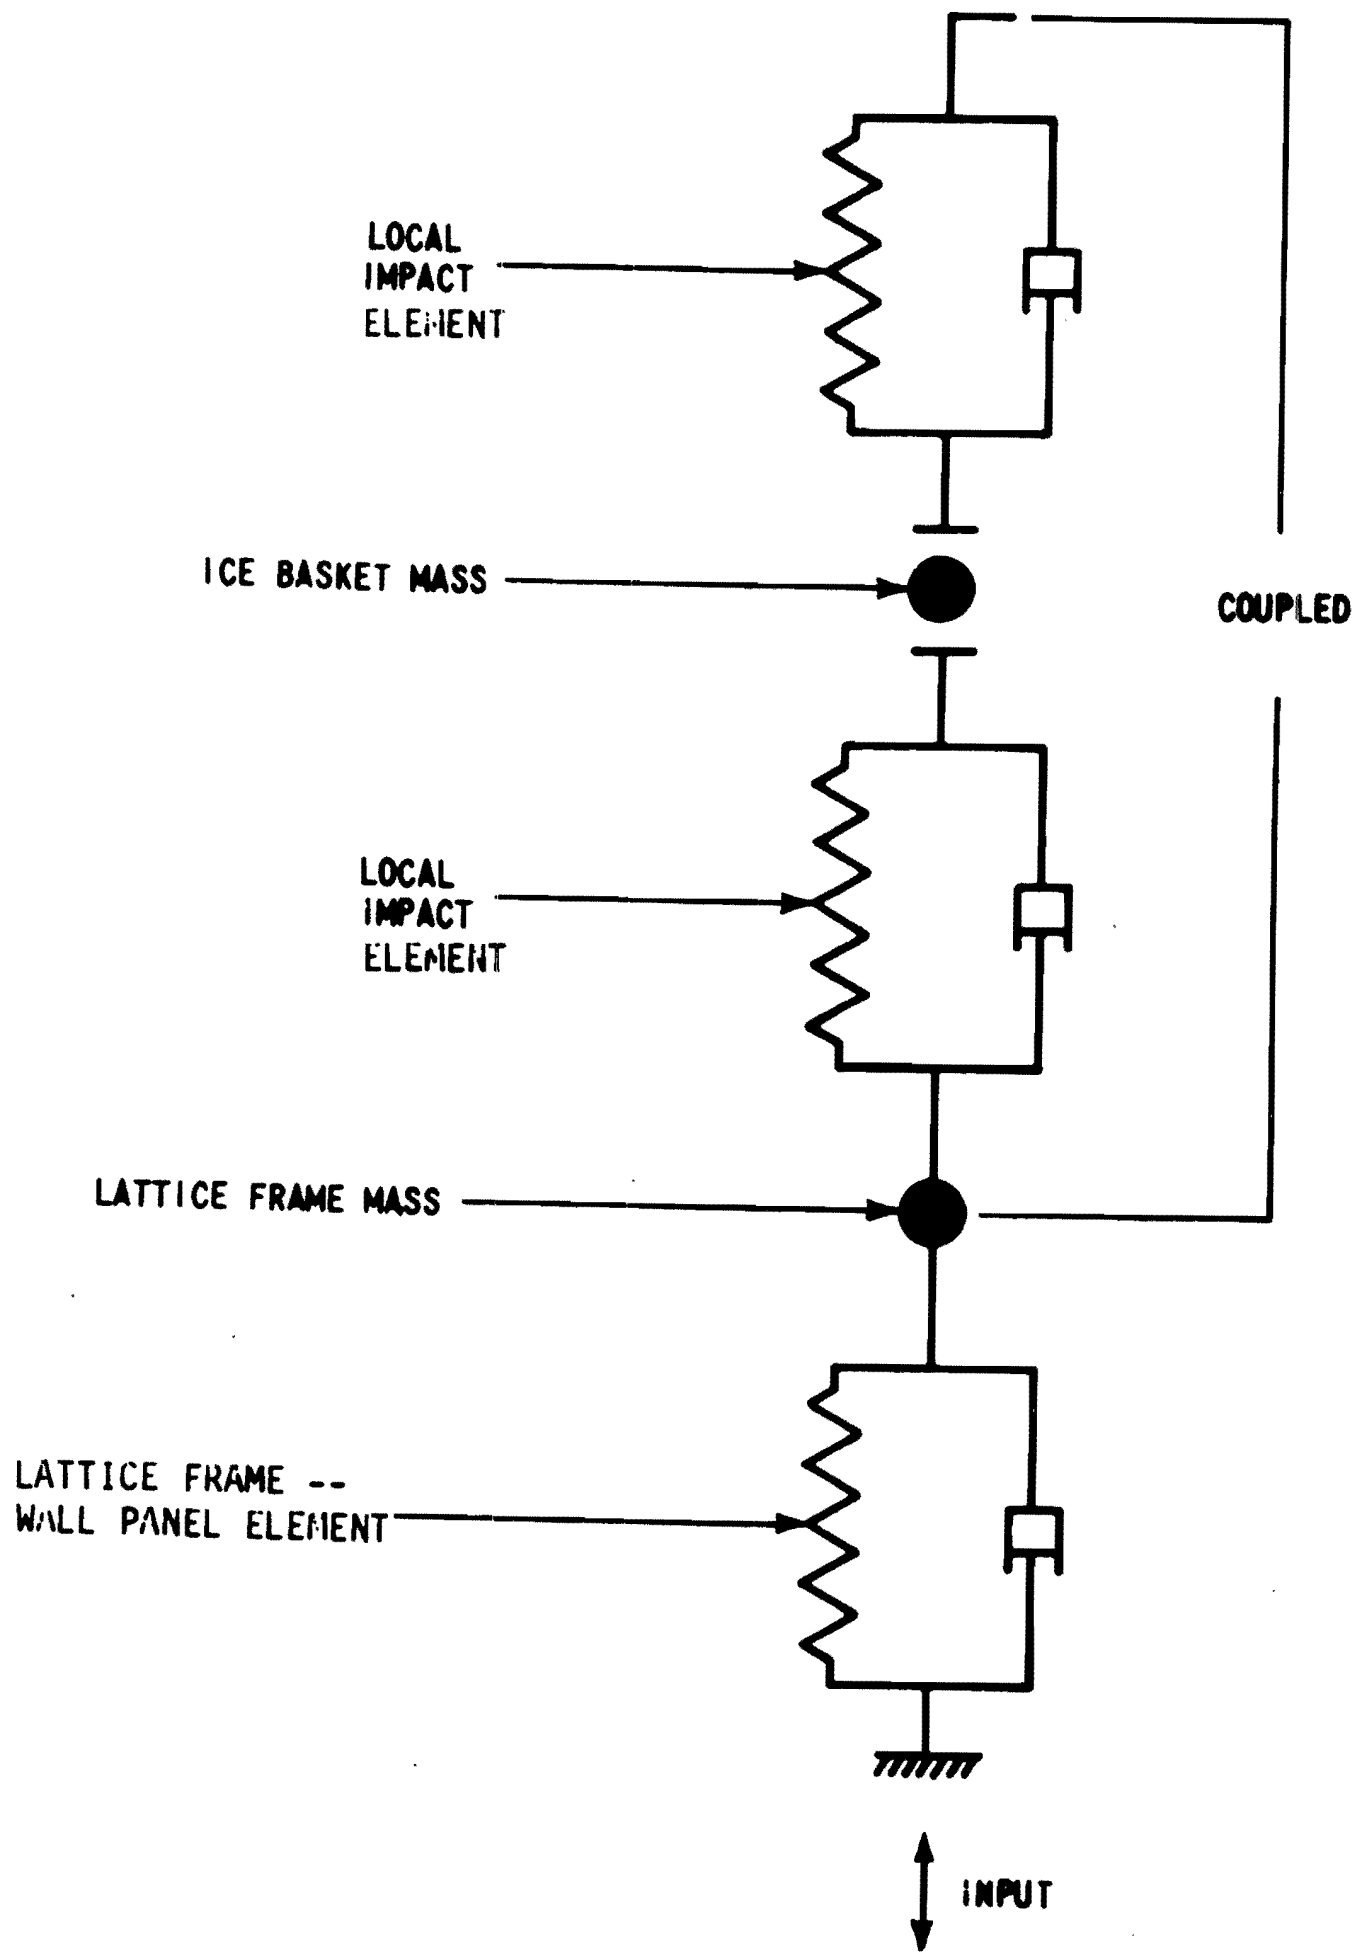 LOCAL
IMPACT
ELEMENT
ICE BASKET MASS
COUPLED
LOCAL
IMPACT
ELEMENT
LATTICE FRAME MASS
LATTICE FRAME --
WALL PANEL ELEMENT
INPUT